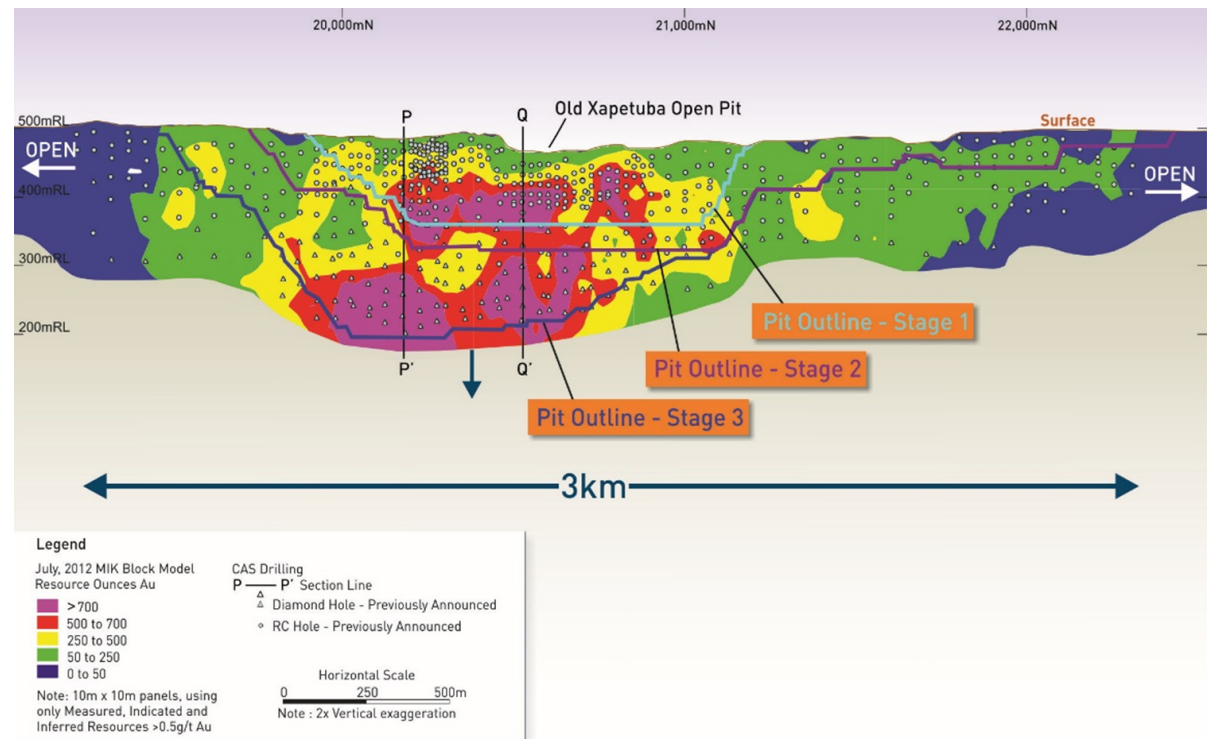 20,000mN
21,000mN
22,000mN
P
Q
Old Xapetuba Open Pit
500mRL
Surface
OPEN
OPEN
400mRL
300mRL
200mRL
Pit Outline - Stage 1
P'
Q'
Pit Outline - Stage 2
Pit Outline - Stage 3
3km
Legend
July, 2012 MIK Block Model
Resource Ounces Au
>700
500 to 700
250 to 500
50 to 250
0 to 50
Note: 10m x 10m panels, using
only Measured, Indicated and
Inferred Resources >0.5g/t Au
CAS Drilling
P P' Section Line
Diamond Hole - Previously Announced
RC Hole - Previously Announced
Horizontal Scale
0 250 500m
Note : 2x Vertical exaggeration